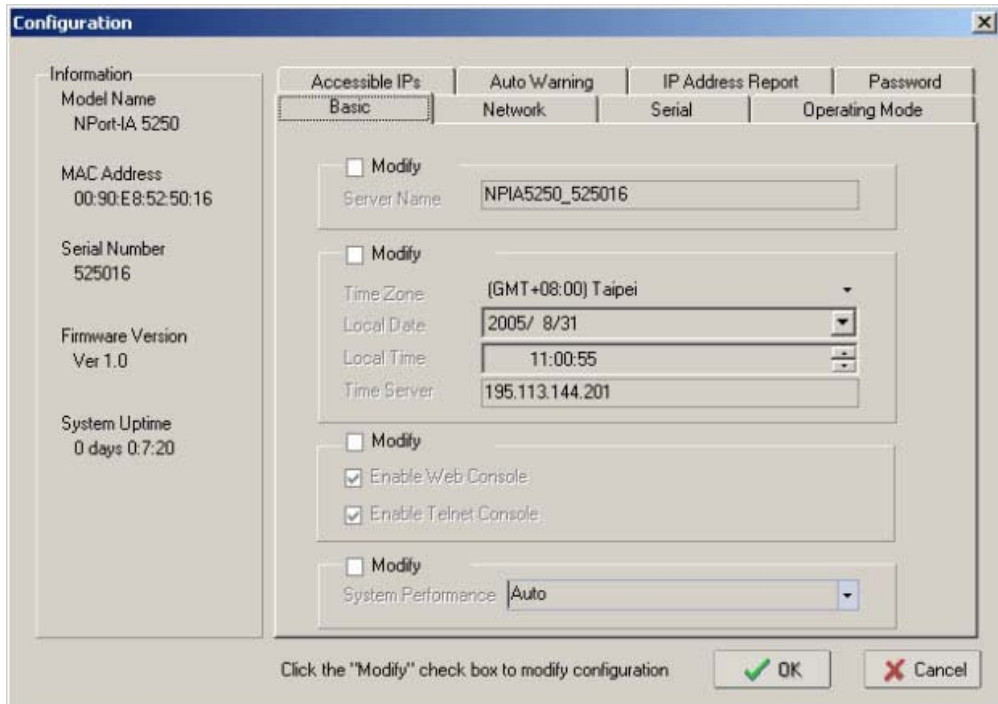 Configuration
Information
Model Name
NPort-IA 5250
MAC Address
00:90:E8:52:50:16
Serial Number
525016
Firmware Version
Ver 1.0
System Uptime
0 days 0:7:20
Accessible IPs
Auto Warning
IP Address Report
Password
Basic
Network
Serial
Operating Mode
Modify
Server Name
NPIA5250_525016
Modify
Time Zone
(GMT+08:00) Taipei
Local Date
2005/ 8/31
Local Time
11:00:55
Time Server
195.113.144.201
Modify
Enable Web Console
Enable Telnet Console
Modify
System Performance
Auto
Click the "Modify" check box to modify configuration
OK
Cancel